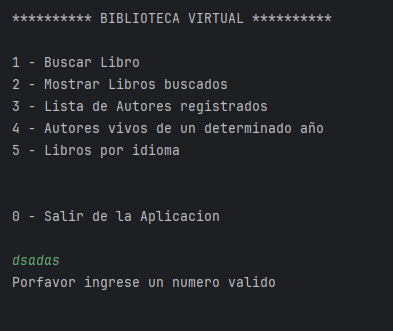 ********** BIBLIOTECA VIRTUAL **********
1 - Buscar Libro
2 - Mostrar Libros buscados
3 - Lista de Autores registrados
4 - Autores vivos de un determinado año
5 - Libros por idioma
0 - Salir de la Aplicacion
dsadas
Porfavor ingrese un numero valido